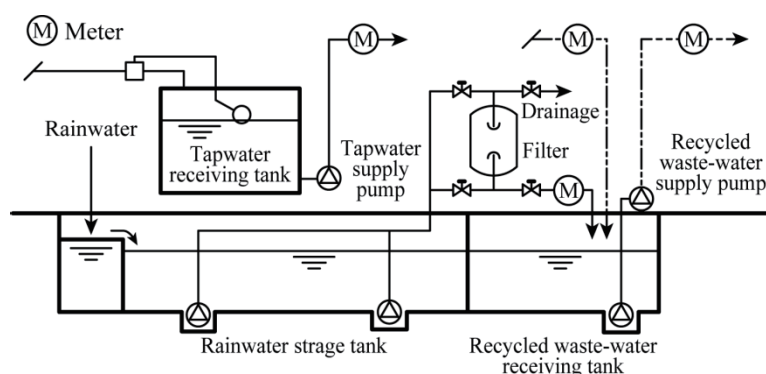 M Meter
M
M
M
Rainwater
Tapwater
receiving tank
Tapwater
supply
pump
Drainage
Filter
Recycled
waste-water
supply pump
M
Rainwater strage tank
Recycled waste-water
receiving tank